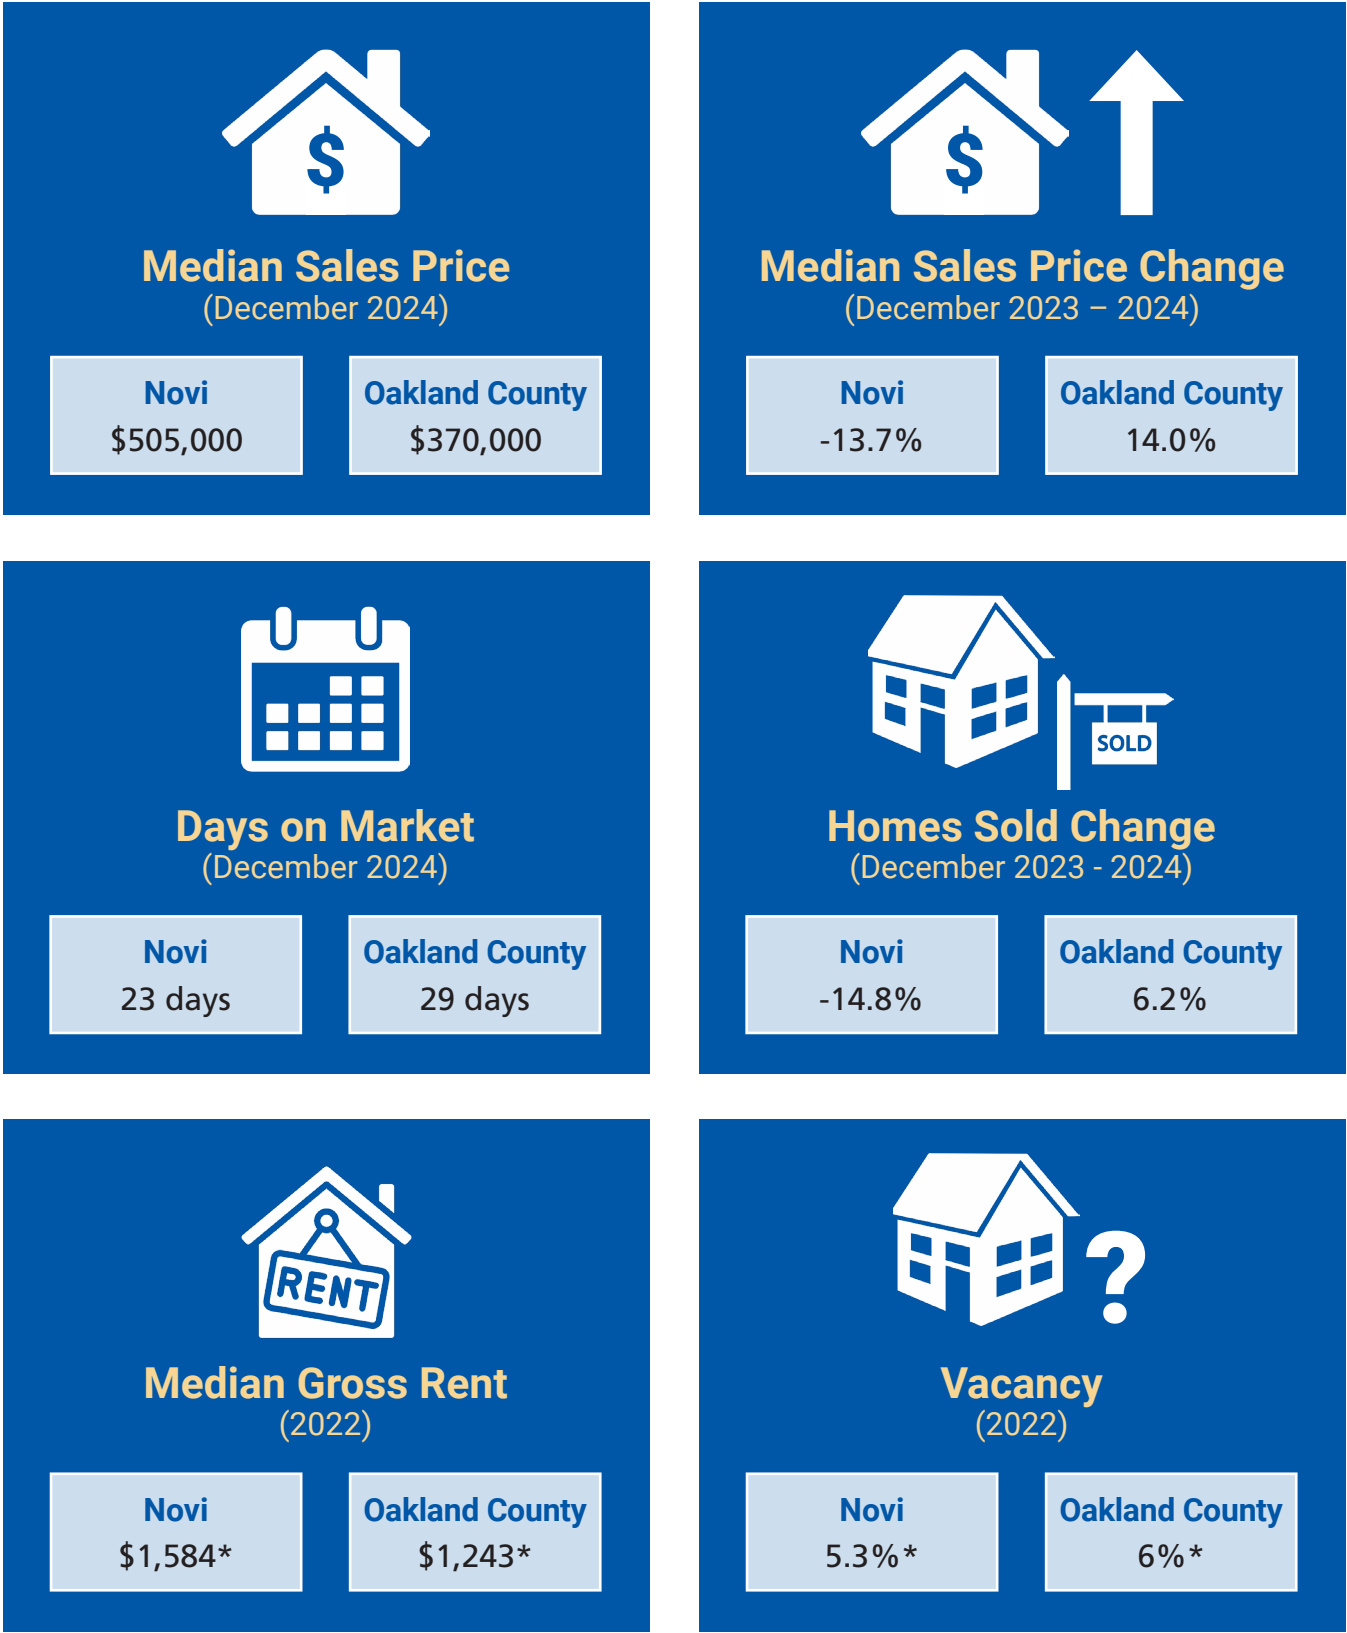 $
Median Sales Price
(December 2024)
Novi
$505,000
Oakland County
$370,000
$
Median Sales Price Change
(December 2023 – 2024)
Novi
-13.7%
Oakland County
14.0%
Days on Market
(December 2024)
Novi
23 days
Oakland County
29 days
SOLD
Homes Sold Change
(December 2023 - 2024)
Novi
-14.8%
Oakland County
6.2%
RENT
Median Gross Rent
(2022)
Novi
$1,584*
Oakland County
$1,243*
?
Vacancy
(2022)
Novi
5.3%*
Oakland County
6%*